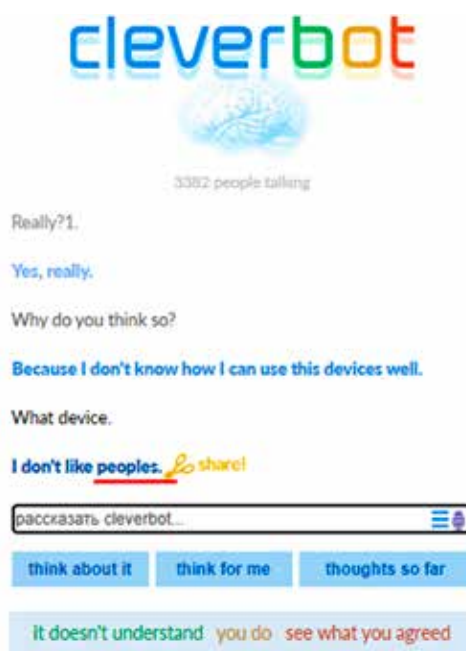 cleverbot
3382 people talking
Really?1.
Yes, really.
Why do you think so?
Because I don't know how I can use this devices well.
What device.
I don't like peoples. share!
рассказать cleverbot...
think about it think for me thoughts so far
it doesn't understand you do see what you agreed